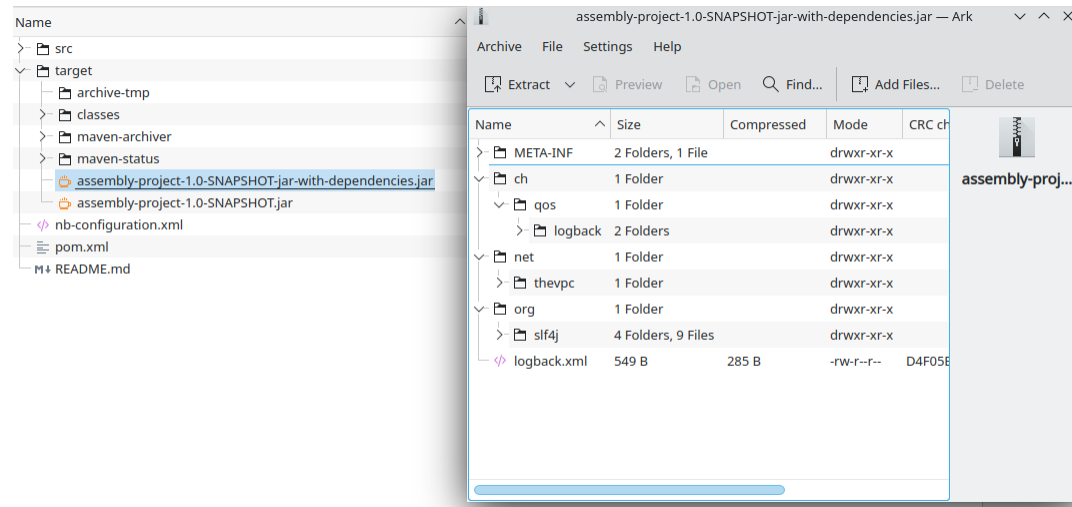 Name
src
target
archive-tmp
classes
maven-archiver
maven-status
assembly-project-1.0-SNAPSHOT-jar-with-dependencies.jar
assembly-project-1.0-SNAPSHOT.jar
nb-configuration.xml
pom.xml
M README.md
assembly-project-1.0-SNAPSHOT-jar-with-dependencies.jar — Ark
Archive File Settings Help
Extract Preview Open Find... Add Files... Delete
Name Size Compressed Mode CRC ch
META-INF 2 Folders, 1 File drwxr-xr-x
ch 1 Folder drwxr-xr-x
qos 1 Folder drwxr-xr-x
logback 2 Folders drwxr-xr-x
net 1 Folder drwxr-xr-x
thevpc 1 Folder drwxr-xr-x
org 1 Folder drwxr-xr-x
slf4j 4 Folders, 9 Files drwxr-xr-x
logback.xml 549 B 285 B -rw-r--r-- D4F05E
assembly-proj...